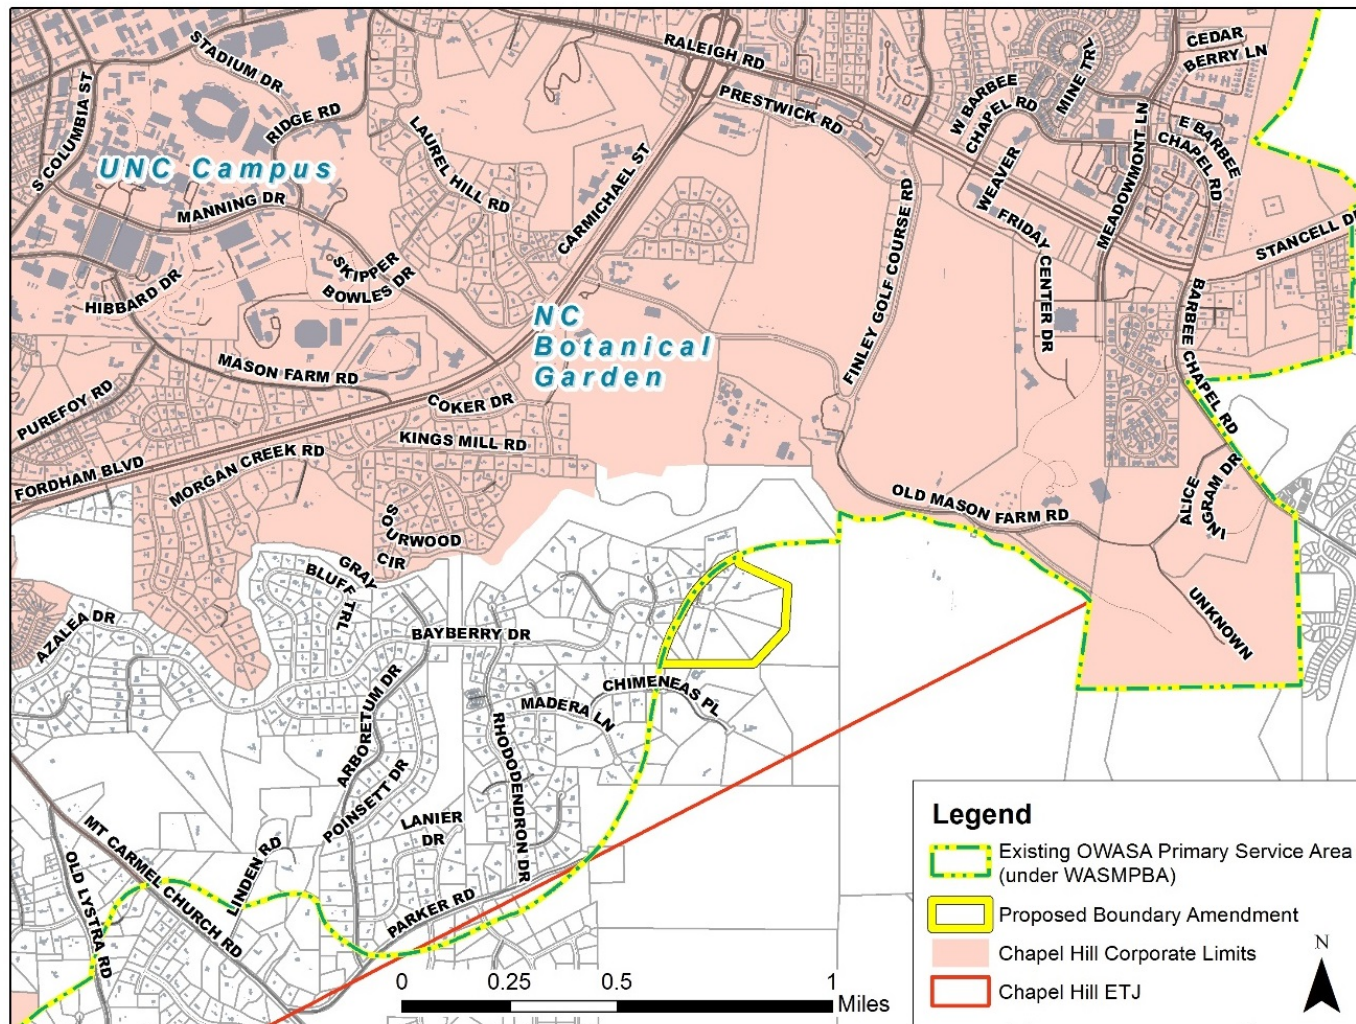 STADIUM DR
S COLUMBIA ST
RIDGE RD
UNC Campus
MANNING DR
HIBBARD DR
SKIPPER
BOWLES DR
LAUREL HILL RD
CARMICHAEL ST
RALEIGH RD
PRESTWICK RD
W BARBEE
CHAPEL RD
MINE TRL
CEDAR
BERRY LN
E BARBEE
CHAPEL RD
WEAVER
MEADOWMONT LN
STANCELL DR
FRIDAY CENTER DR
FINLEY GOLF COURSE RD
BARBEE CHAPEL RD
NC
Botanical
Garden
MASON FARM RD
PUREFOY RD
COKER DR
KINGS MILL RD
FORDHAM BLVD
MORGAN CREEK RD
SOURWOOD
CIR
OLD MASON FARM RD
ALICE
INGRAM DR
UNKNOWN
GRAY
BLUFF TRL
AZALEA DR
BAYBERRY DR
ARBORETUM DR
CHIMENEAS PL
MADERA LN
RHODODENDRON DR
POINSETT DR
LANIER
DR
LINDEN RD
MT CARMEL CHURCH RD
OLD LYSTRA RD
PARKER RD
0 0.25 0.5 1
Miles
Legend
Existing OWASA Primary Service Area
(under WASMPBA)
Proposed Boundary Amendment
Chapel Hill Corporate Limits
Chapel Hill ETJ
N